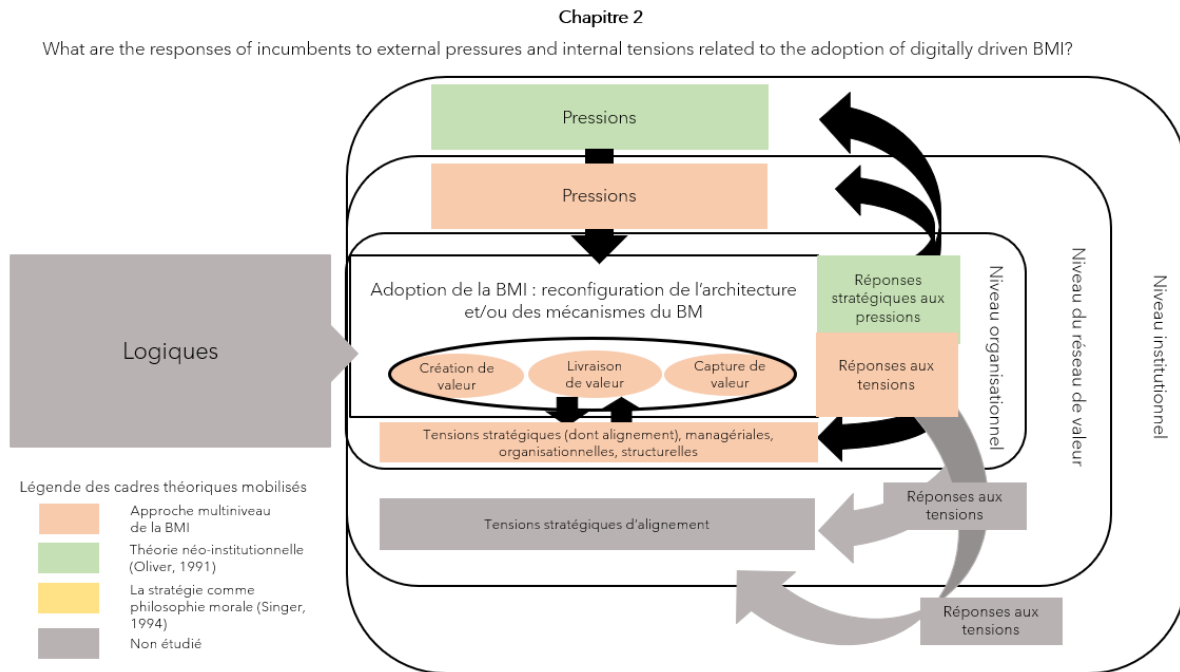 Chapitre 2
What are the responses of incumbents to external pressures and internal tensions related to the adoption of digitally driven BMI?
Pressions
Pressions
Logiques
Adoption de la BMI : reconfiguration de l'architecture
et/ou des mécanismes du BM
Création de
valeur
Livraison
de valeur
Capture de
valeur
Réponses
stratégiques aux
pressions
Réponses aux
tensions
Niveau organisationnel
Niveau du réseau de valeur
Niveau institutionnel
Tensions stratégiques (dont alignement), managériales,
organisationnelles, structurelles
Tensions stratégiques d'alignement
Réponses aux
tensions
Réponses aux
tensions
Légende des cadres théoriques mobilisés
Approche multiniveau
de la BMI
Théorie néo-institutionnelle
(Oliver, 1991)
La stratégie comme
philosophie morale (Singer,
1994)
Non étudié